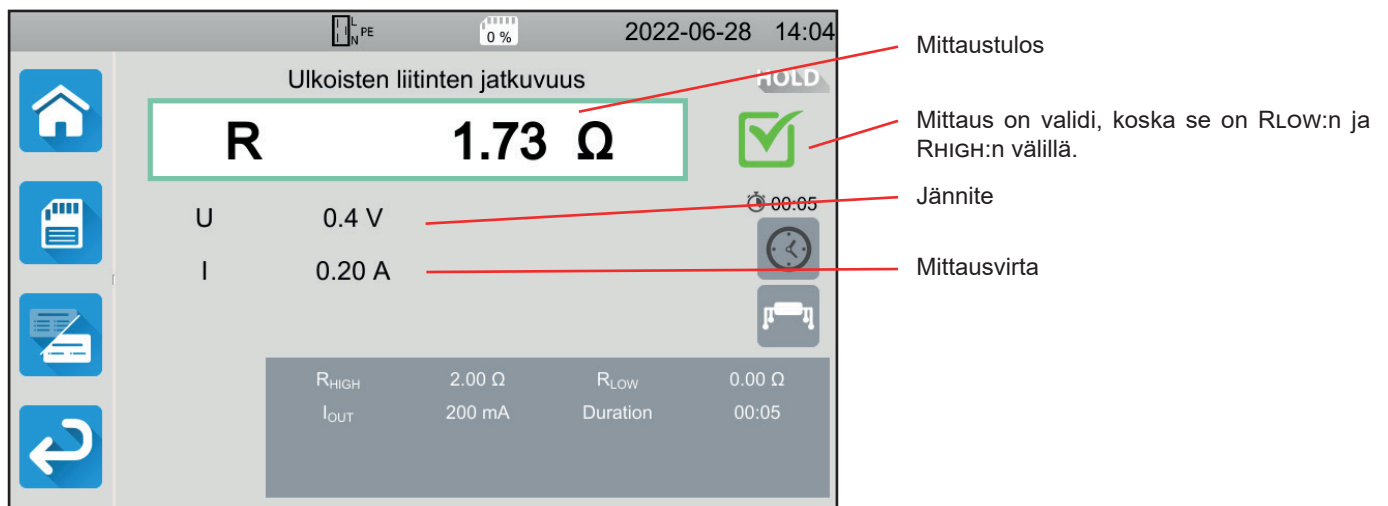 L
N PE
0 %
2022-06-28 14:04
Ulkoisten liitinten jatkuvuus
HOLD
R 1.73 Ω
00:05
U 0.4 V
I 0.20 A
RHIGH 2.00 Ω RLOW 0.00 Ω
IOUT 200 mA Duration 00:05
Mittaustulos
Mittaus on validi, koska se on RLOW:n ja
RHIGH:n välillä.
Jännite
Mittausvirta